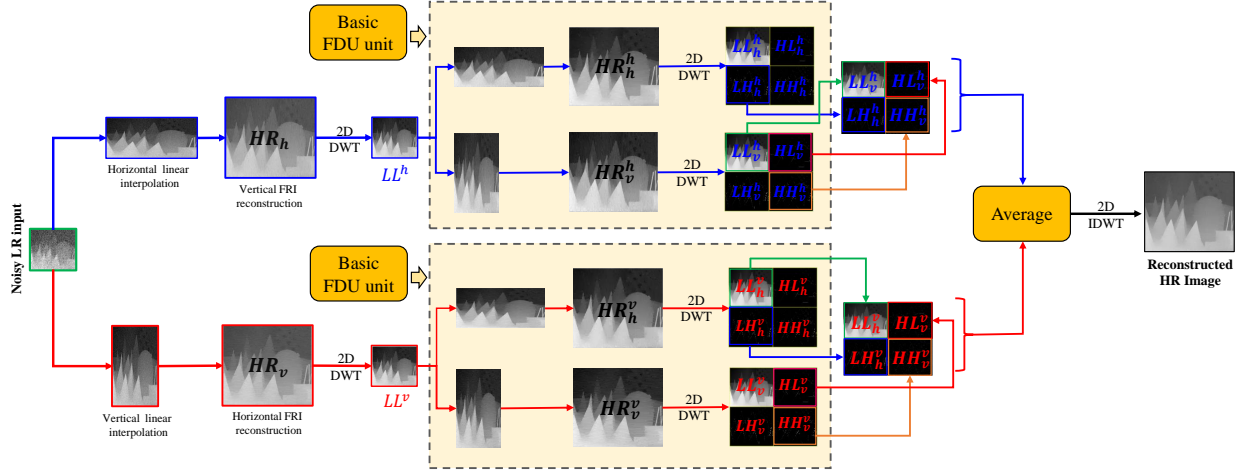 Noisy LR input
Horizontal linear
interpolation
HR_h
Vertical FRI
reconstruction
2D
DWT
LL^h
Basic
FDU unit
HR_h^h
2D
DWT
LL_h^h HL_h^h
LH_h^h HH_h^h
HR_v^h
2D
DWT
LL_v^h HL_v^h
LH_v^h HH_v^h
LL_v^h HL_v^h
LH_h^h HH_v^h
Vertical linear
interpolation
HR_v
Horizontal FRI
reconstruction
2D
DWT
LL^v
Basic
FDU unit
HR_h^v
2D
DWT
LL_h^v HL_h^v
LH_h^v HH_h^v
HR_v^v
2D
DWT
LL_v^v HL_v^v
LH_v^v HH_v^v
LL_h^v HL_v^v
LH_h^v HH_v^v
Average
2D
IDWT
Reconstructed
HR Image